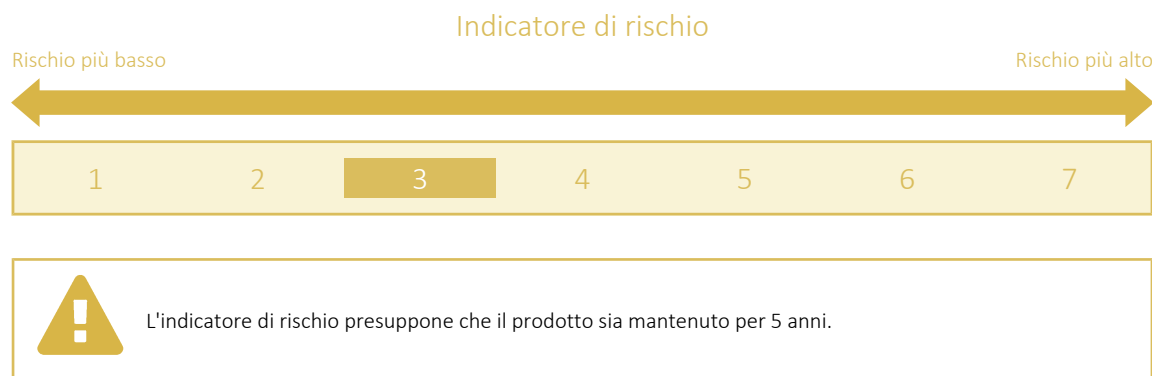 Indicatore di rischio
Rischio più basso Rischio più alto
1 2 3 4 5 6 7
L'indicatore di rischio presuppone che il prodotto sia mantenuto per 5 anni.